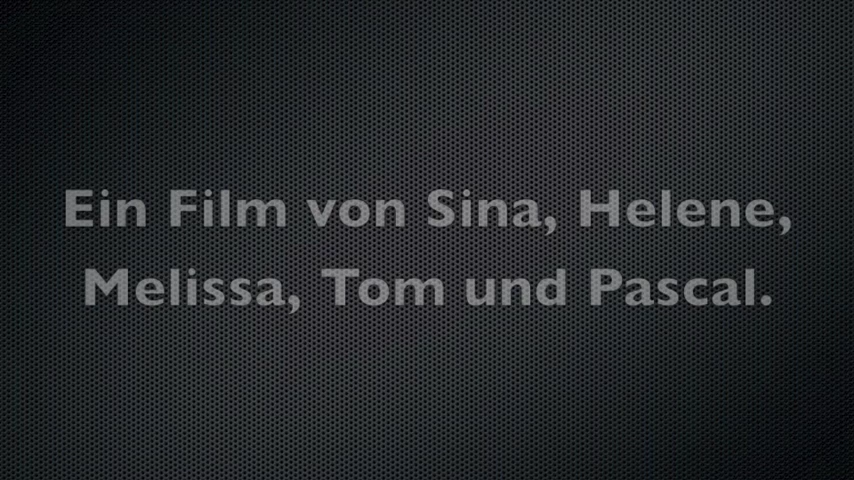 Ein Film von Sina, Helene,
Melissa, Tom und Pascal.